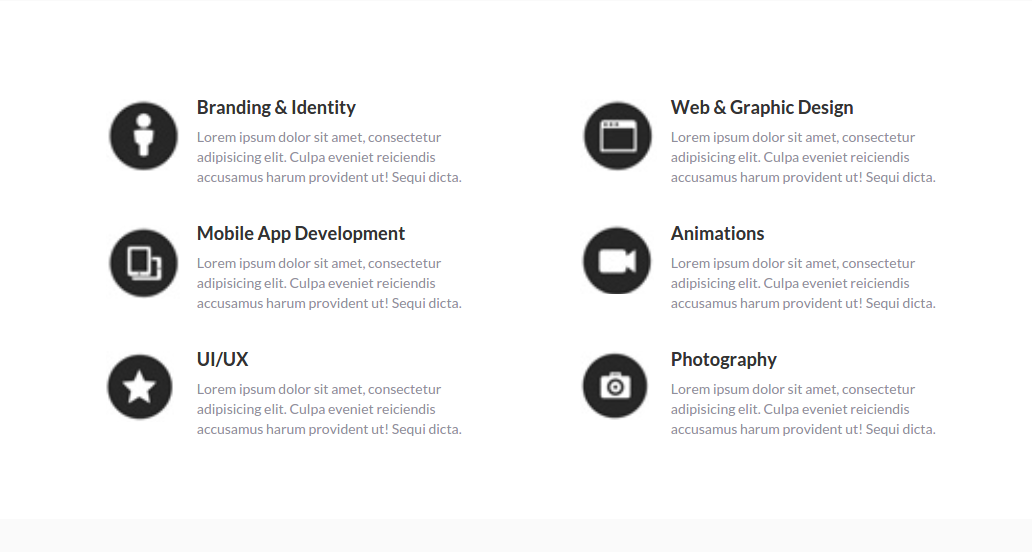 Branding & Identity
Lorem ipsum dolor sit amet, consectetur
adipisicing elit. Culpa eveniet reiciendis
accusamus harum provident ut! Sequi dicta.
Web & Graphic Design
Lorem ipsum dolor sit amet, consectetur
adipisicing elit. Culpa eveniet reiciendis
accusamus harum provident ut! Sequi dicta.
Mobile App Development
Lorem ipsum dolor sit amet, consectetur
adipisicing elit. Culpa eveniet reiciendis
accusamus harum provident ut! Sequi dicta.
Animations
Lorem ipsum dolor sit amet, consectetur
adipisicing elit. Culpa eveniet reiciendis
accusamus harum provident ut! Sequi dicta.
UI/UX
Lorem ipsum dolor sit amet, consectetur
adipisicing elit. Culpa eveniet reiciendis
accusamus harum provident ut! Sequi dicta.
Photography
Lorem ipsum dolor sit amet, consectetur
adipisicing elit. Culpa eveniet reiciendis
accusamus harum provident ut! Sequi dicta.